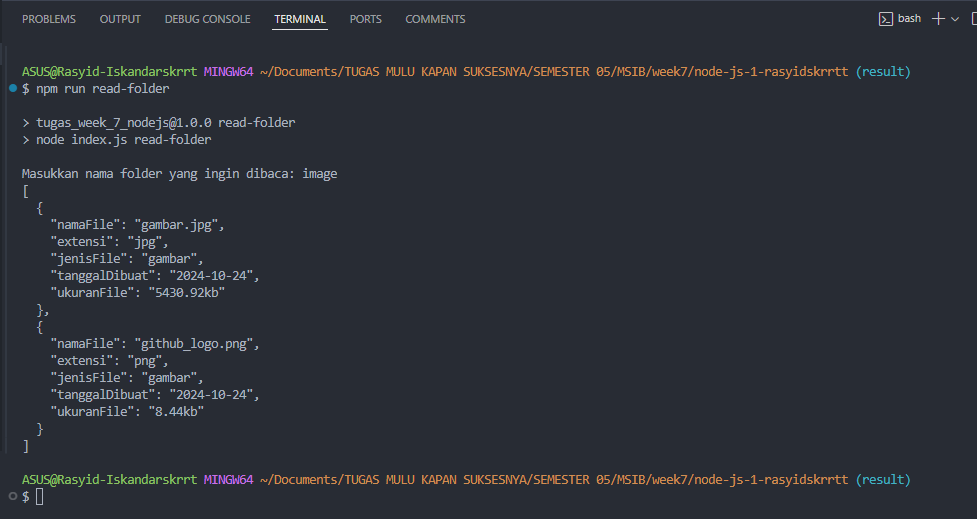 PROBLEMS OUTPUT DEBUG CONSOLE TERMINAL PORTS COMMENTS bash
ASUS@Rasyid-Iskandarskrrt MINGW64 ~/Documents/TUGAS MULU KAPAN SUKSESNYA/SEMESTER 05/MSIB/week7/node-js-1-rasyidskrrtt (result)
$ npm run read-folder
> tugas_week_7_nodejs@1.0.0 read-folder
> node index.js read-folder
Masukkan nama folder yang ingin dibaca: image
[
  {
    "namaFile": "gambar.jpg",
    "extensi": "jpg",
    "jenisFile": "gambar",
    "tanggalDibuat": "2024-10-24",
    "ukuranFile": "5430.92kb"
  },
  {
    "namaFile": "github_logo.png",
    "extensi": "png",
    "jenisFile": "gambar",
    "tanggalDibuat": "2024-10-24",
    "ukuranFile": "8.44kb"
  }
]
ASUS@Rasyid-Iskandarskrrt MINGW64 ~/Documents/TUGAS MULU KAPAN SUKSESNYA/SEMESTER 05/MSIB/week7/node-js-1-rasyidskrrtt (result)
$